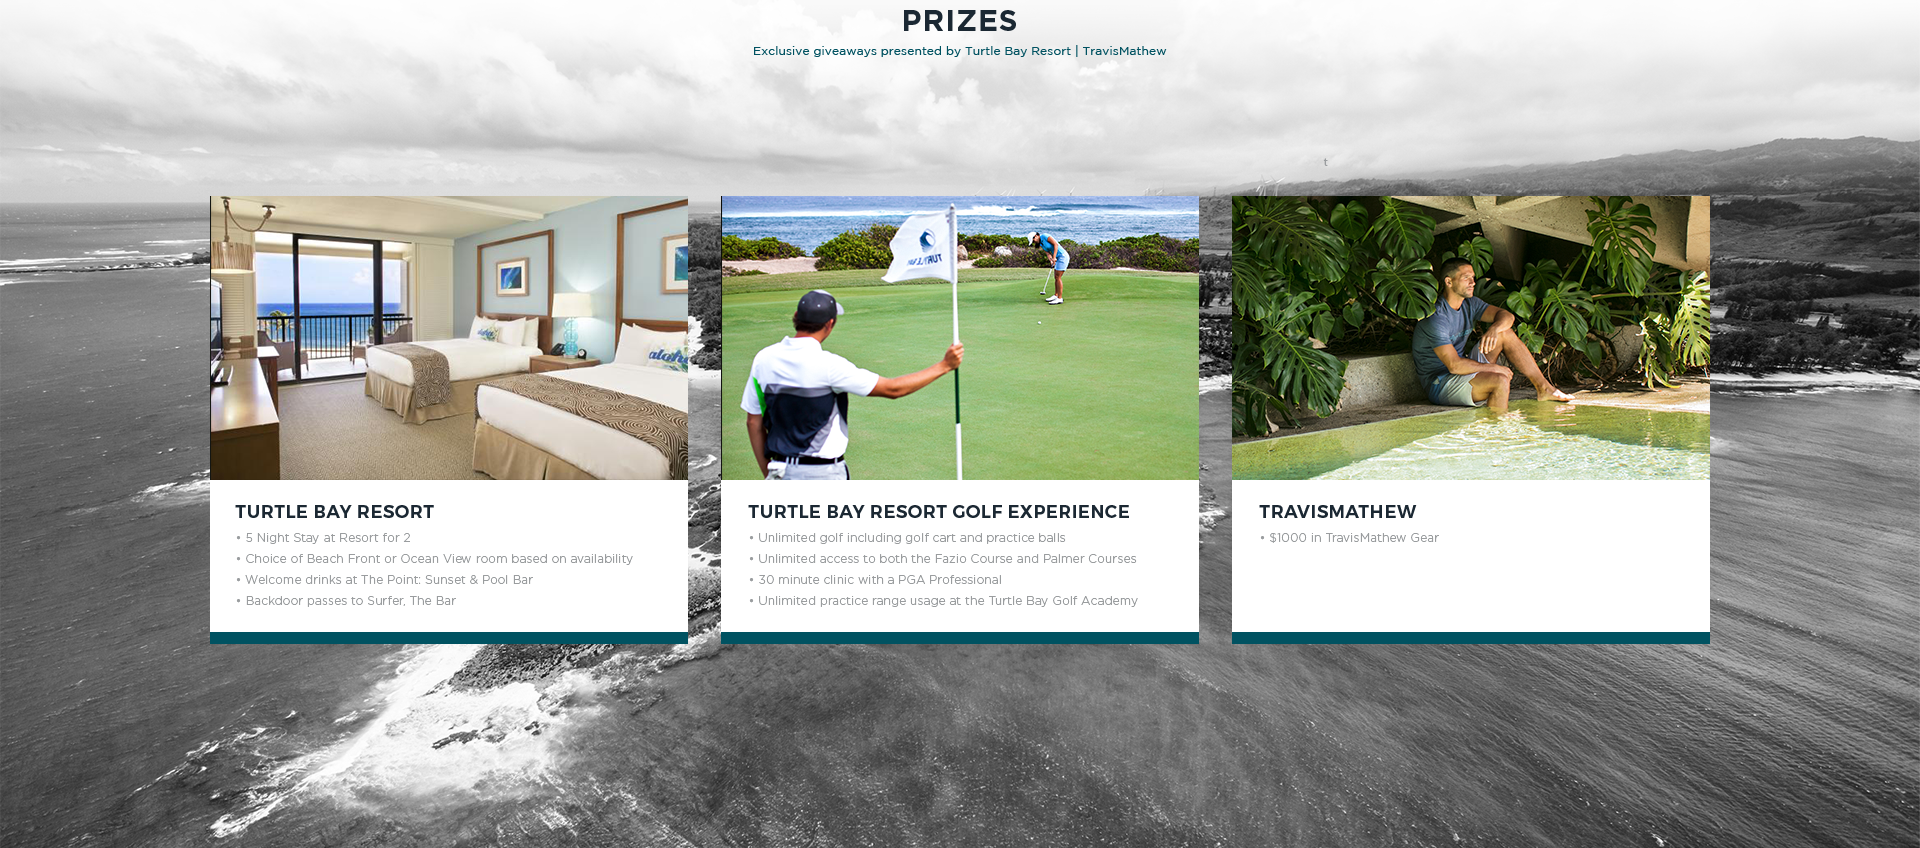 PRIZES
Exclusive giveaways presented by Turtle Bay Resort | TravisMathew
t
aloha
aloha
TURTLE BAY RESORT
• 5 Night Stay at Resort for 2
• Choice of Beach Front or Ocean View room based on availability
• Welcome drinks at The Point: Sunset & Pool Bar
• Backdoor passes to Surfer, The Bar
TURTLE BAY RESORT GOLF EXPERIENCE
• Unlimited golf including golf cart and practice balls
• Unlimited access to both the Fazio Course and Palmer Courses
• 30 minute clinic with a PGA Professional
• Unlimited practice range usage at the Turtle Bay Golf Academy
TRAVISMATHEW
• $1000 in TravisMathew Gear